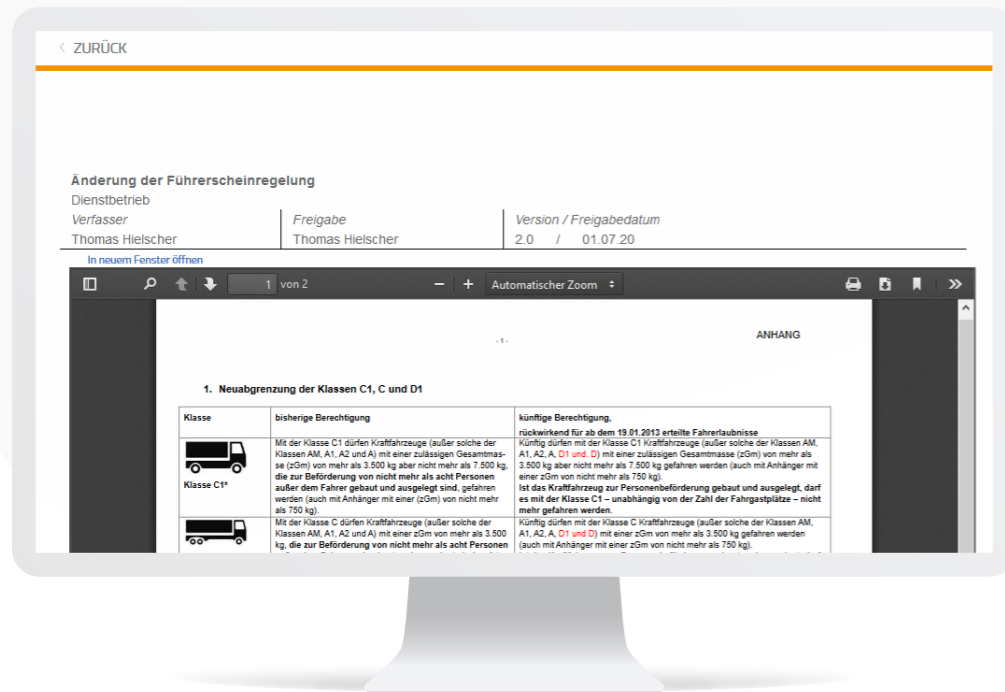 ZURÜCK
Änderung der Führerscheinregelung
Dienstbetrieb
Verfasser
Freigabe
Version / Freigabedatum
Thomas Hielscher
Thomas Hielscher
2.0 / 01.07.20
In neuem Fenster öffnen
1 von 2
Automatischer Zoom
- 1 -
ANHANG
1. Neuabgrenzung der Klassen C1, C und D1
Klasse
bisherige Berechtigung
künftige Berechtigung,
rückwirkend für ab dem 19.01.2013 erteilte Fahrerlaubnisse
Klasse C1*
Mit der Klasse C1 dürfen Kraftfahrzeuge (außer solche der
Klassen AM, A1, A2 und A) mit einer zulässigen Gesamtmas-
se (zGm) von mehr als 3.500 kg aber nicht mehr als 7.500 kg,
die zur Beförderung von nicht mehr als acht Personen
außer dem Fahrer gebaut und ausgelegt sind, gefahren
werden (auch mit Anhänger mit einer (zGm) von nicht mehr
als 750 kg).
Künftig dürfen mit der Klasse C1 Kraftfahrzeuge (außer solche der Klassen AM,
A1, A2, A, D1 und. D) mit einer zulässigen Gesamtmasse (zGm) von mehr als
3.500 kg aber nicht mehr als 7.500 kg gefahren werden (auch mit Anhänger mit
einer zGm von nicht mehr als 750 kg).
Ist das Kraftfahrzeug zur Personenbeförderung gebaut und ausgelegt, darf
es mit der Klasse C1 – unabhängig von der Zahl der Fahrgastplätze – nicht
mehr gefahren werden.
Mit der Klasse C dürfen Kraftfahrzeuge (außer solche der
Klassen AM, A1, A2 und A) mit einer zGm von mehr als 3.500
kg, die zur Beförderung von nicht mehr als acht Personen
Künftig dürfen mit der Klasse C Kraftfahrzeuge (außer solche der Klassen AM,
A1, A2, A, D1 und D) mit einer zGm von mehr als 3.500 kg gefahren werden
(auch mit Anhänger mit einer zGm von nicht mehr als 750 kg).